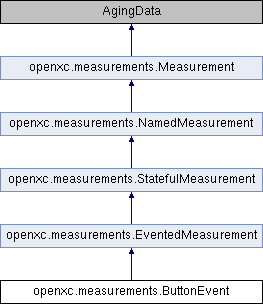 AgingData
openxc.measurements.Measurement
openxc.measurements.NamedMeasurement
openxc.measurements.StatefulMeasurement
openxc.measurements.EventedMeasurement
openxc.measurements.ButtonEvent